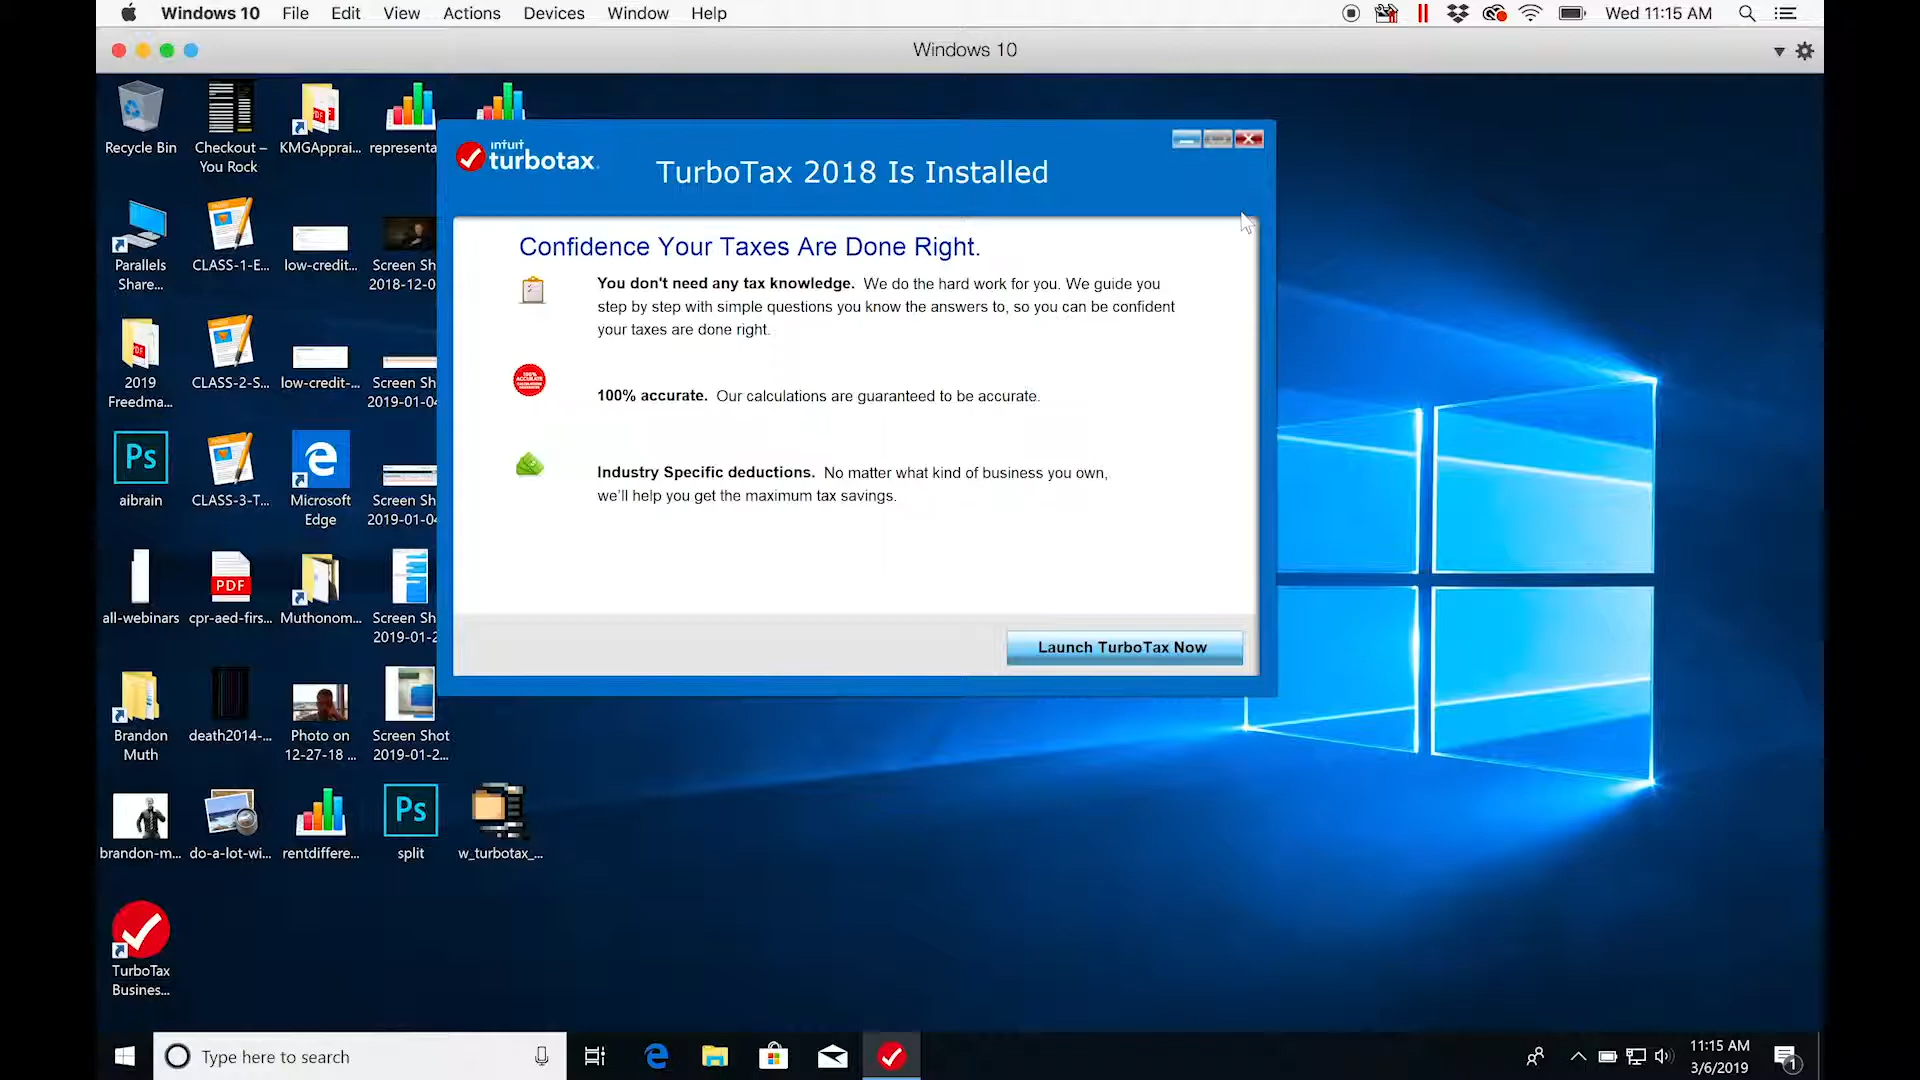 Windows 10 File Edit View Actions Devices Window Help Wed 11:15 AM
Windows 10
Recycle Bin
Checkout –
You Rock
KMGApprai...
representa
Parallels
Share...
CLASS-1-E...
low-credit...
Screen Sh
2018-12-0
2019
Freedma...
CLASS-2-S...
low-credit-...
Screen Sh
2019-01-04
Ps
aibrain
CLASS-3-T...
Microsoft
Edge
Screen Sh
2019-01-04
all-webinars
PDF
cpr-aed-firs...
Muthonom...
Screen Sh
2019-01-2
Brandon
Muth
death2014-...
Photo on
12-27-18 ...
Screen Shot
2019-01-2...
brandon-m...
do-a-lot-wi...
rentdiffere...
Ps
split
w_turbotax_...
TurboTax
Busines...
intuit
turbotax.
TurboTax 2018 Is Installed
Confidence Your Taxes Are Done Right.
You don't need any tax knowledge. We do the hard work for you. We guide you
step by step with simple questions you know the answers to, so you can be confident
your taxes are done right.
100% accurate. Our calculations are guaranteed to be accurate.
Industry Specific deductions. No matter what kind of business you own,
we'll help you get the maximum tax savings.
Launch TurboTax Now
Type here to search
11:15 AM
3/6/2019
1